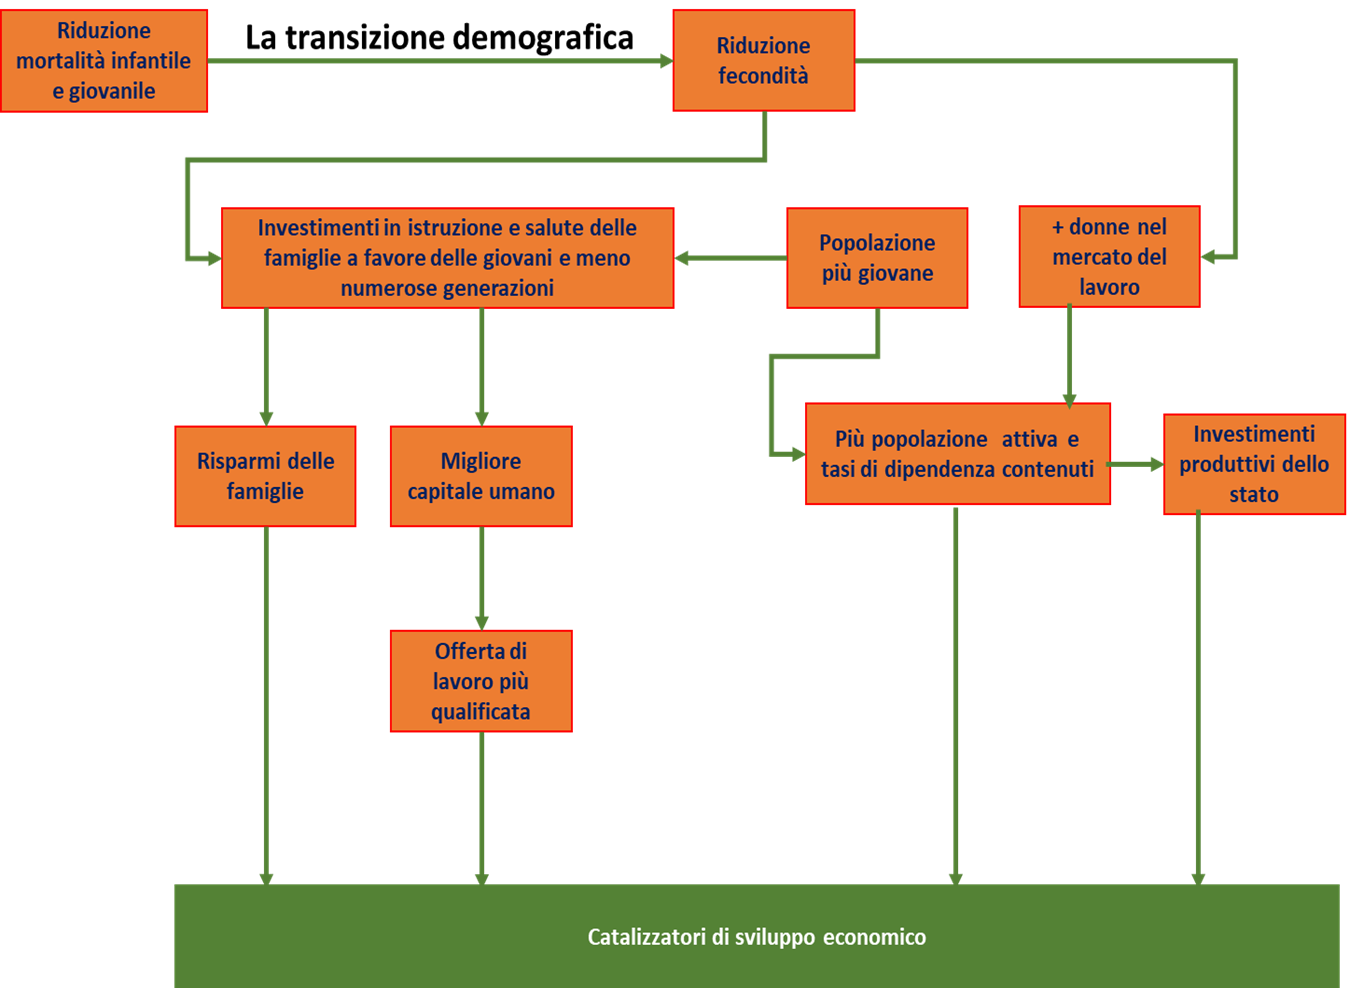 Riduzione
mortalità infantile
e giovanile
La transizione demografica
Riduzione
fecondità
Investimenti in istruzione e salute delle
famiglie a favore delle giovani e meno
numerose generazioni
Popolazione
più giovane
+ donne nel
mercato del
lavoro
Risparmi delle
famiglie
Migliore
capitale umano
Più popolazione attiva e
tasi di dipendenza contenuti
Investimenti
produttivi dello
stato
Offerta di
lavoro più
qualificata
Catalizzatori di sviluppo economico